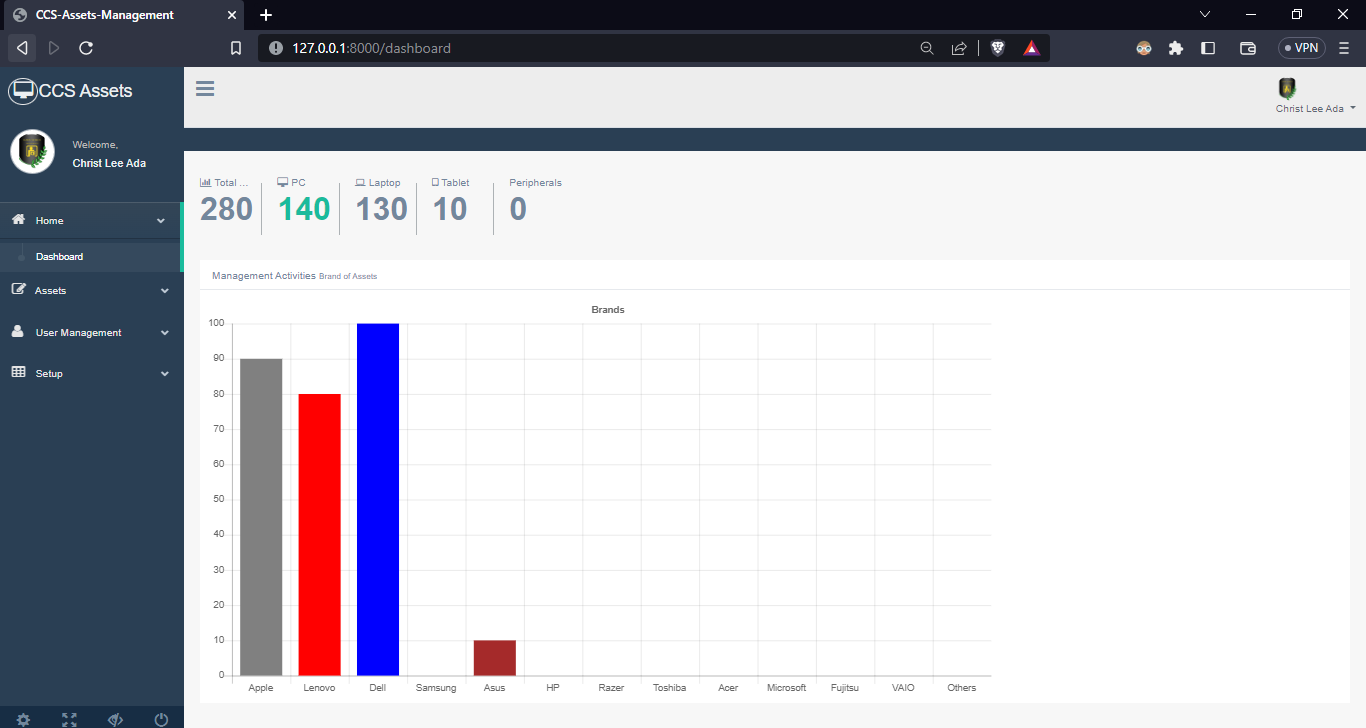 CCS-Assets-Management
127.0.0.1:8000/dashboard
VPN
CCS Assets
Christ Lee Ada
Welcome,
Christ Lee Ada
Home
Dashboard
Assets
User Management
Setup
Total ... PC Laptop Tablet Peripherals
280 140 130 10 0
Management Activities Brand of Assets
Brands
100
90
80
70
60
50
40
30
20
10
0
Apple Lenovo Dell Samsung Asus HP Razer Toshiba Acer Microsoft Fujitsu VAIO Others